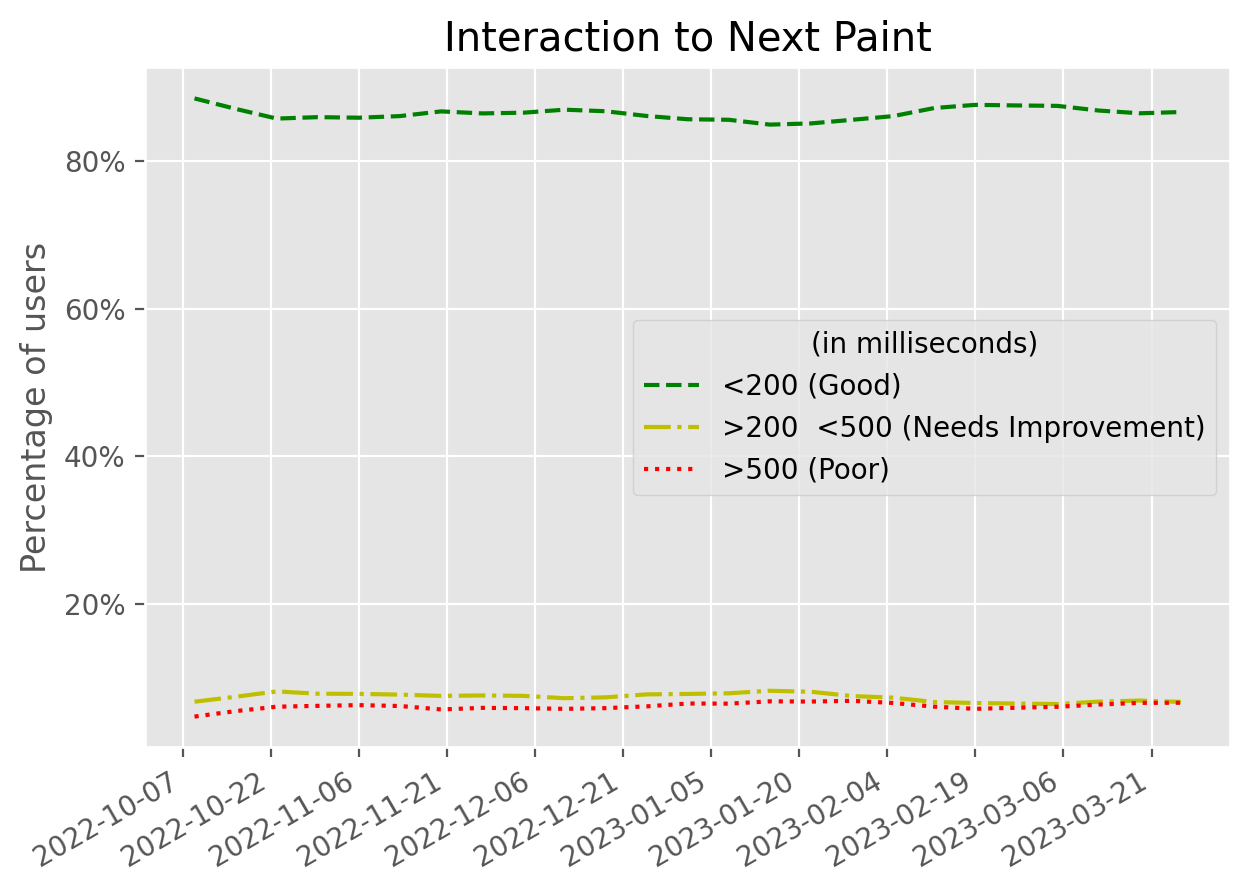 Interaction to Next Paint
Percentage of users
80%
60%
40%
20%
(in milliseconds)
<200 (Good)
>200  <500 (Needs Improvement)
>500 (Poor)
2022-10-07
2022-10-22
2022-11-06
2022-11-21
2022-12-06
2022-12-21
2023-01-05
2023-01-20
2023-02-04
2023-02-19
2023-03-06
2023-03-21